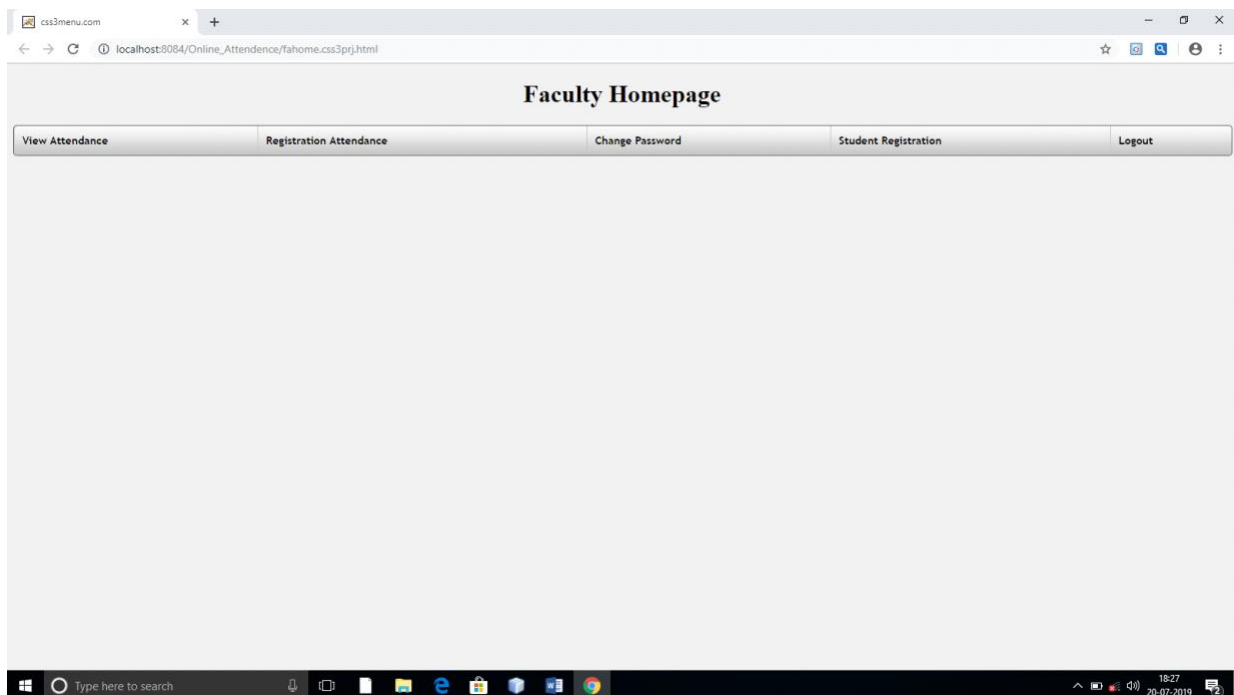 css3menu.com
localhost:8084/Online_Attendence/fahome.css3prj.html
Faculty Homepage
View Attendance Registration Attendance Change Password Student Registration Logout
Type here to search
18:27
20-07-2019
2